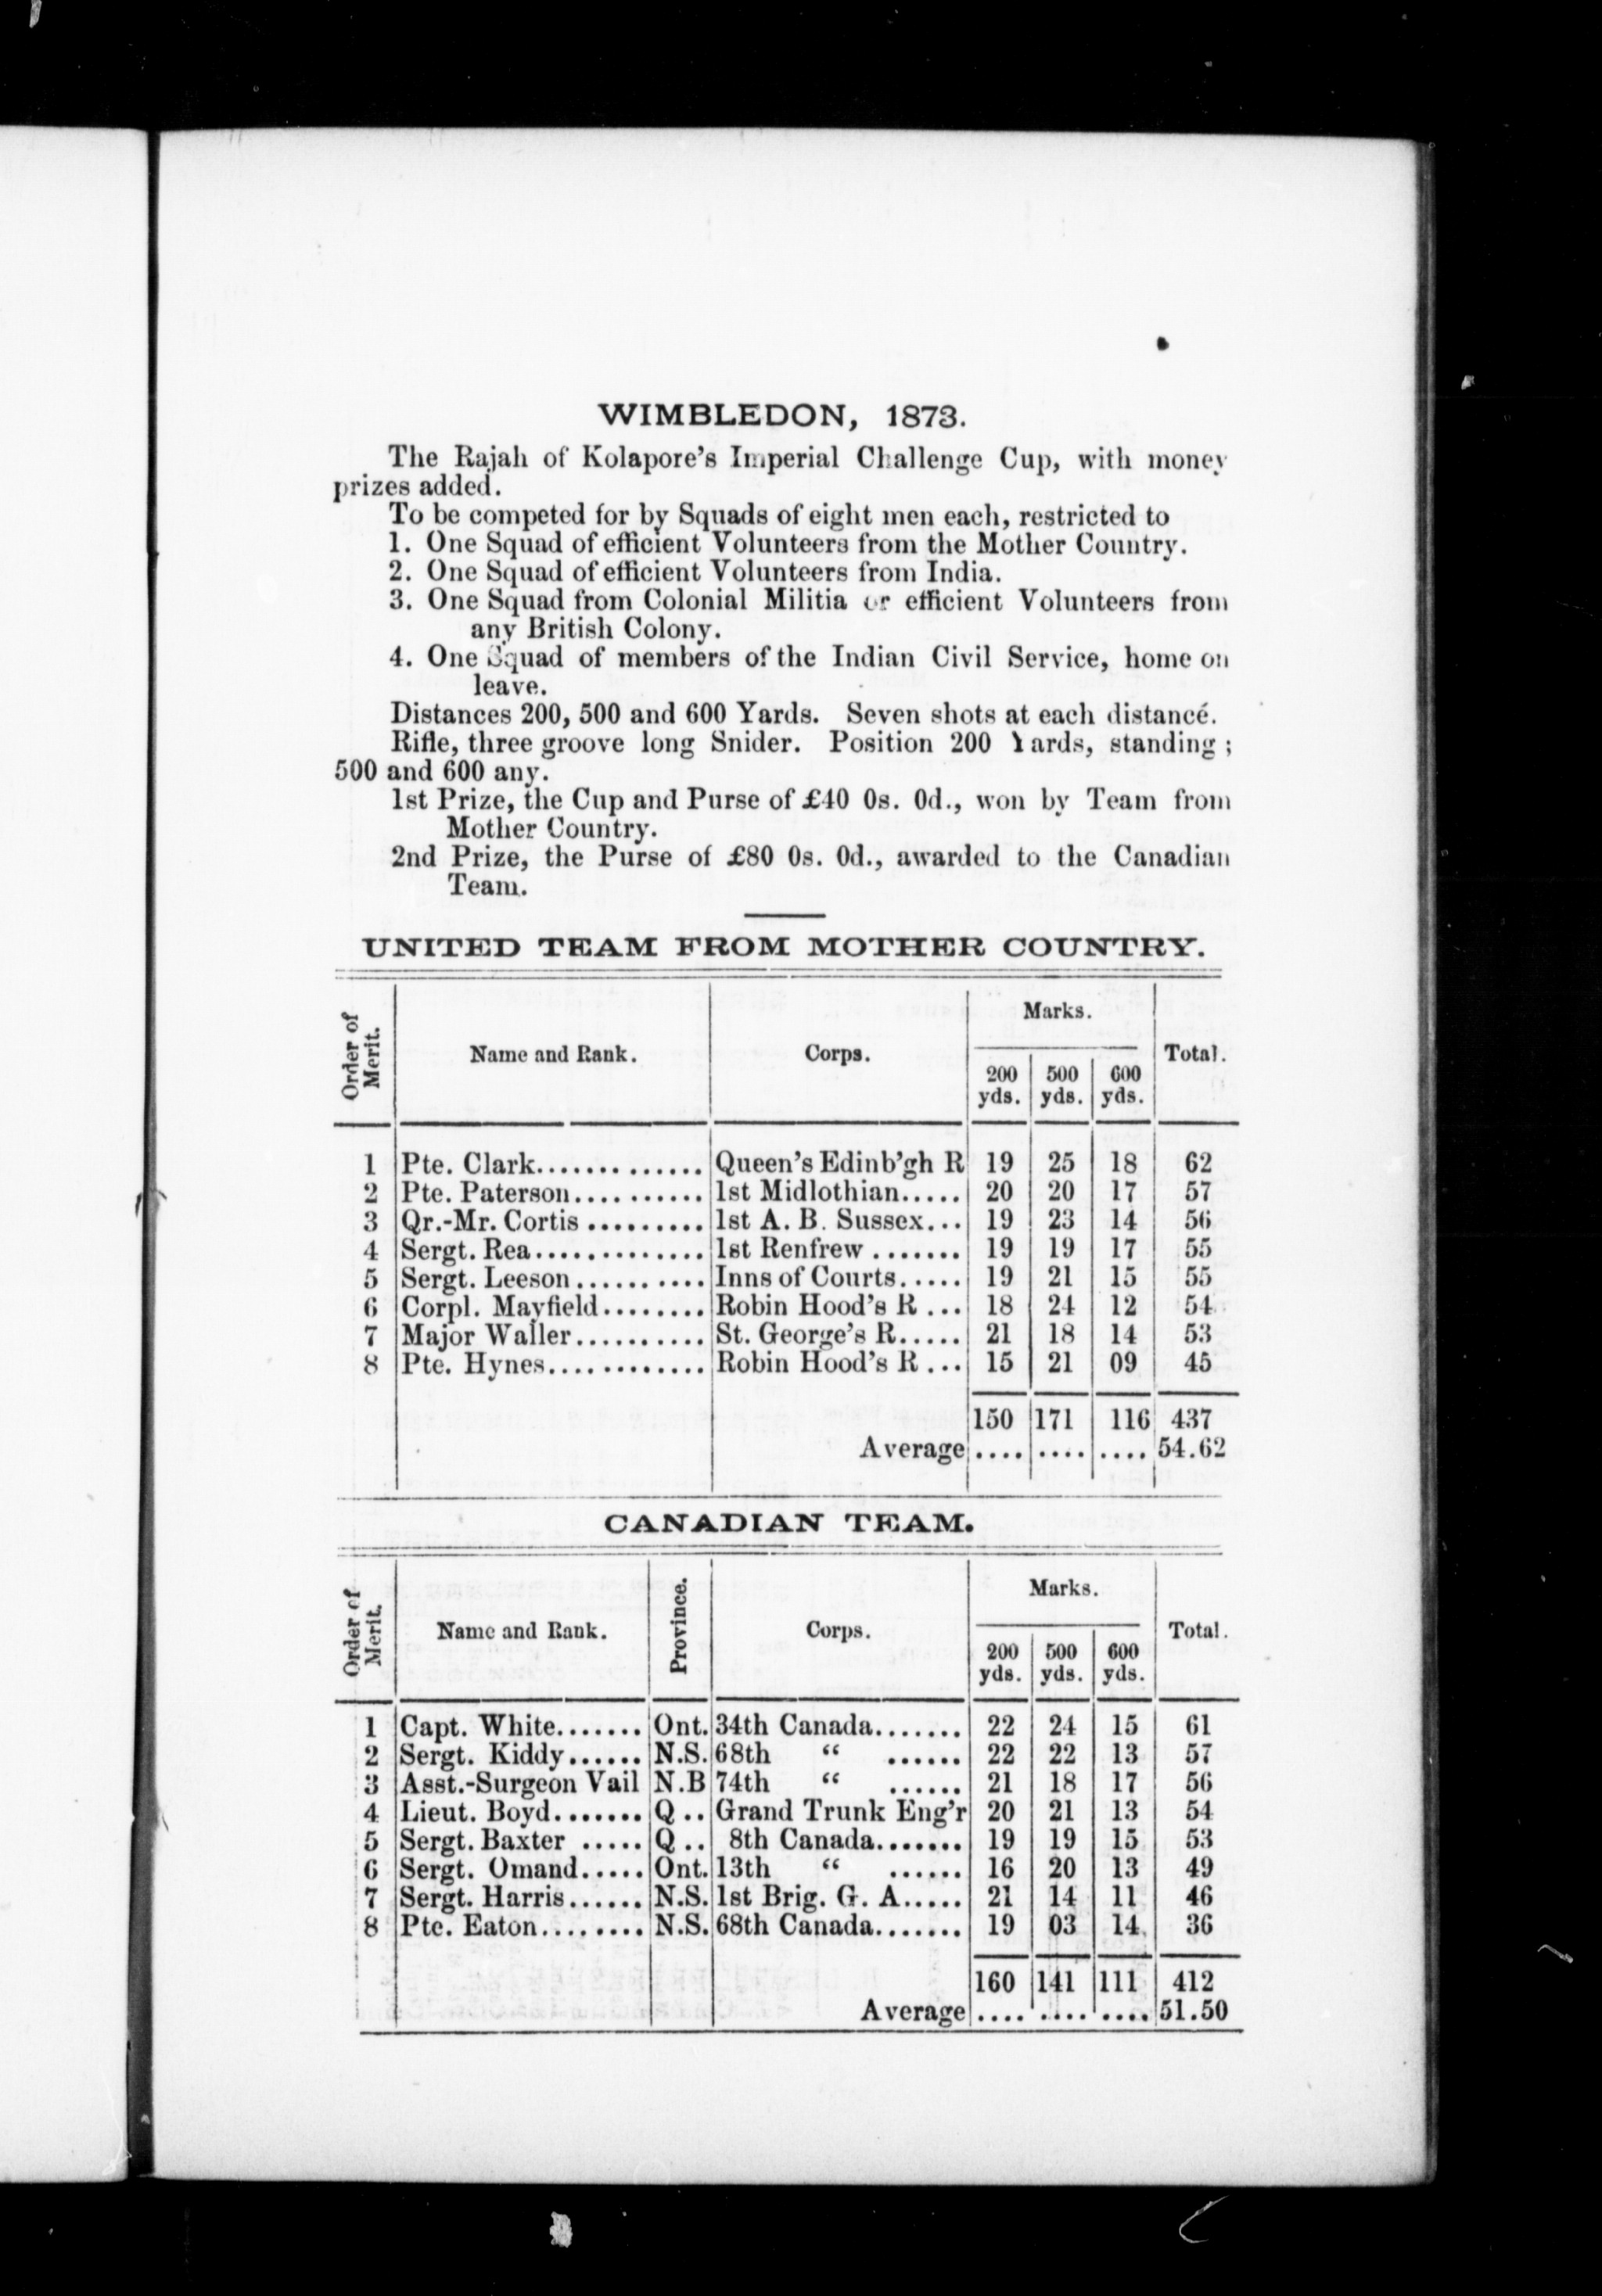 WIMBLEDON, 1873.
The Rajah of Kolapore's Imperial Challenge Cup, with money
prizes added.
To be competed for by Squads of eight men each, restricted to
1. One Squad of efficient Volunteers from the Mother Country.
2. One Squad of efficient Volunteers from India.
3. One Squad from Colonial Militia or efficient Volunteers from
any British Colony.
4. One Squad of members of the Indian Civil Service, home on
leave.
Distances 200, 500 and 600 Yards. Seven shots at each distancé.
Rifle, three groove long Snider. Position 200 Yards, standing;
500 and 600 any.
1st Prize, the Cup and Purse of £40 0s. 0d., won by Team from
Mother Country.
2nd Prize, the Purse of £80 0s. 0d., awarded to the Canadian
Team.
UNITED TEAM FROM MOTHER COUNTRY.
Order of Merit. Name and Rank. Corps. Marks. Total.
200 yds. 500 yds. 600 yds.
1 Pte. Clark.............. Queen's Edinb'gh R 19 25 18 62
2 Pte. Paterson........... 1st Midlothian..... 20 20 17 57
3 Qr.-Mr. Cortis ......... 1st A. B. Sussex... 19 23 14 56
4 Sergt. Rea.............. 1st Renfrew ....... 19 19 17 55
5 Sergt. Leeson........... Inns of Courts..... 19 21 15 55
6 Corpl. Mayfield........ Robin Hood's R ... 18 24 12 54
7 Major Waller........... St. George's R..... 21 18 14 53
8 Pte. Hynes............. Robin Hood's R ... 15 21 09 45
150 171 116 437
Average .... .... .... 54.62
CANADIAN TEAM.
Order of Merit. Name and Rank. Province. Corps. Marks. Total.
200 yds. 500 yds. 600 yds.
1 Capt. White....... Ont. 34th Canada....... 22 24 15 61
2 Sergt. Kiddy...... N.S. 68th " ...... 22 22 13 57
3 Asst.-Surgeon Vail N.B 74th " ...... 21 18 17 56
4 Lieut. Boyd....... Q .. Grand Trunk Eng'r 20 21 13 54
5 Sergt. Baxter ..... Q .. 8th Canada....... 19 19 15 53
6 Sergt. Omand..... Ont. 13th " ...... 16 20 13 49
7 Sergt. Harris...... N.S. 1st Brig. G. A..... 21 14 11 46
8 Pte. Eaton........ N.S. 68th Canada....... 19 03 14 36
160 141 111 412
Average .... .... .... 51.50